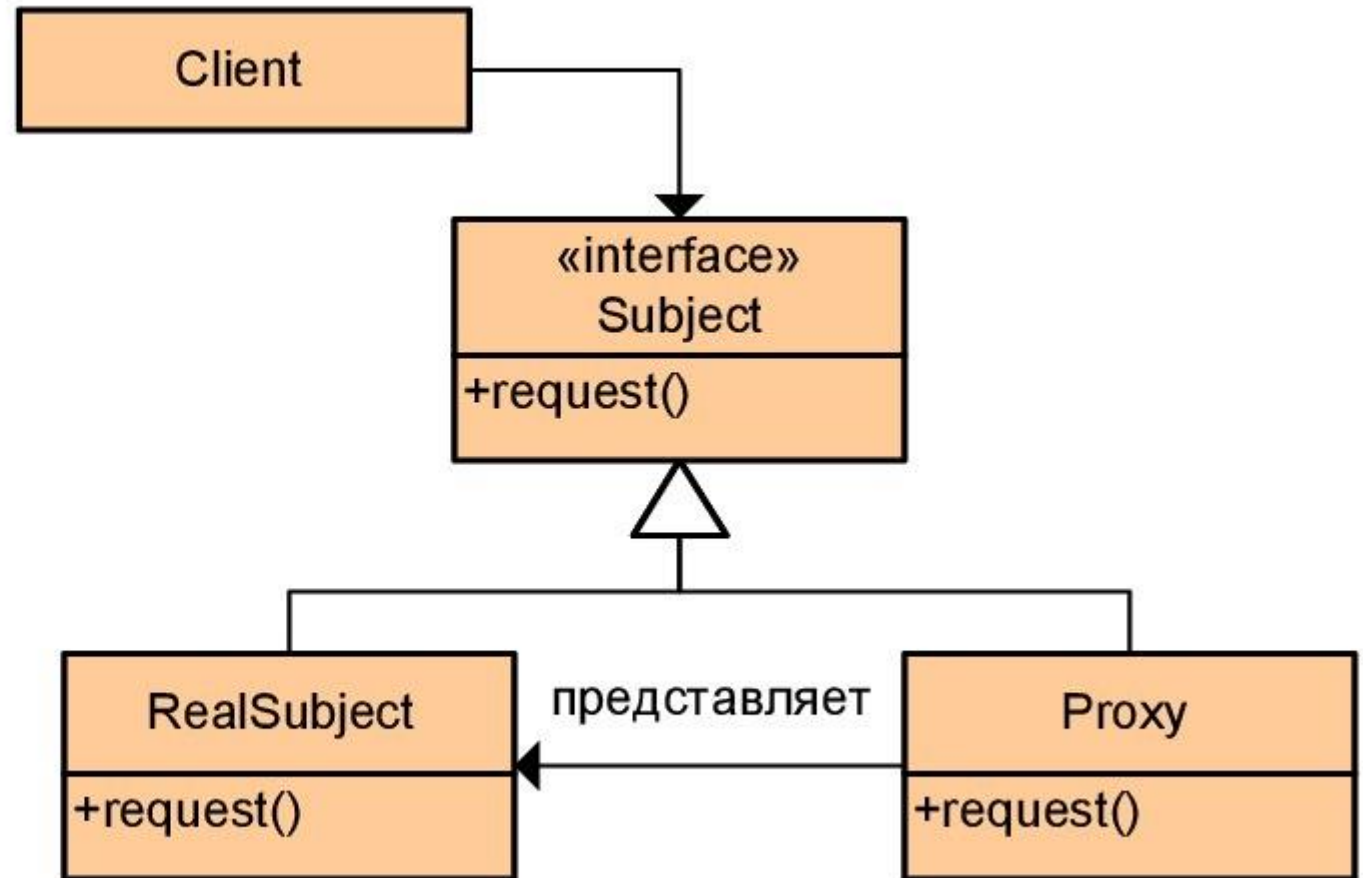 Client
«interface»
Subject
+request()
RealSubject
+request()
представляет
Proxy
+request()